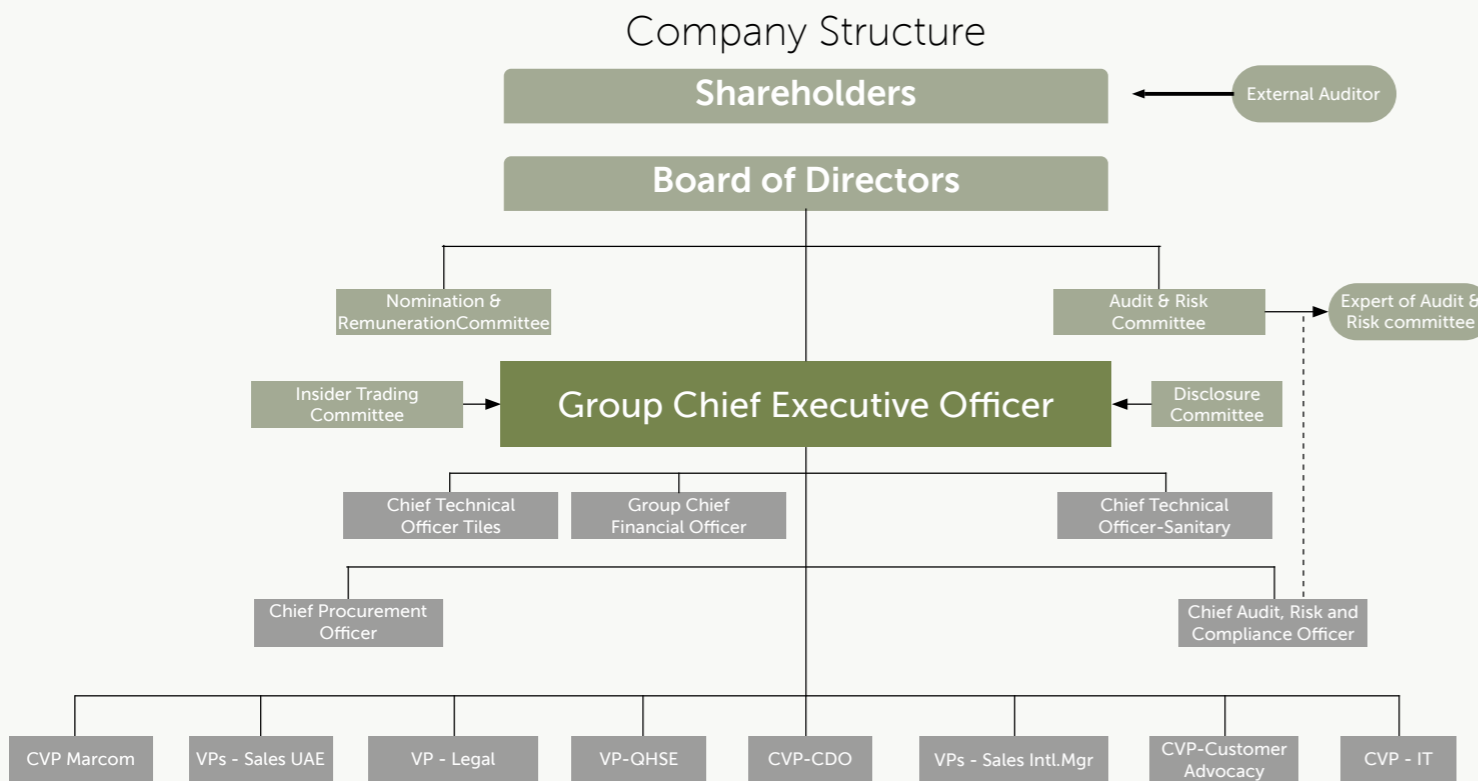 Company Structure
Shareholders
External Auditor
Board of Directors
Nomination &
RemunerationCommittee
Audit & Risk
Committee
Expert of Audit &
Risk committee
Insider Trading
Committee
Group Chief Executive Officer
Disclosure
Committee
Chief Technical
Officer Tiles
Group Chief
Financial Officer
Chief Technical
Officer-Sanitary
Chief Procurement
Officer
Chief Audit, Risk and
Compliance Officer
CVP Marcom
VPs - Sales UAE
VP - Legal
VP-QHSE
CVP-CDO
VPs - Sales Intl.Mgr
CVP-Customer
Advocacy
CVP - IT